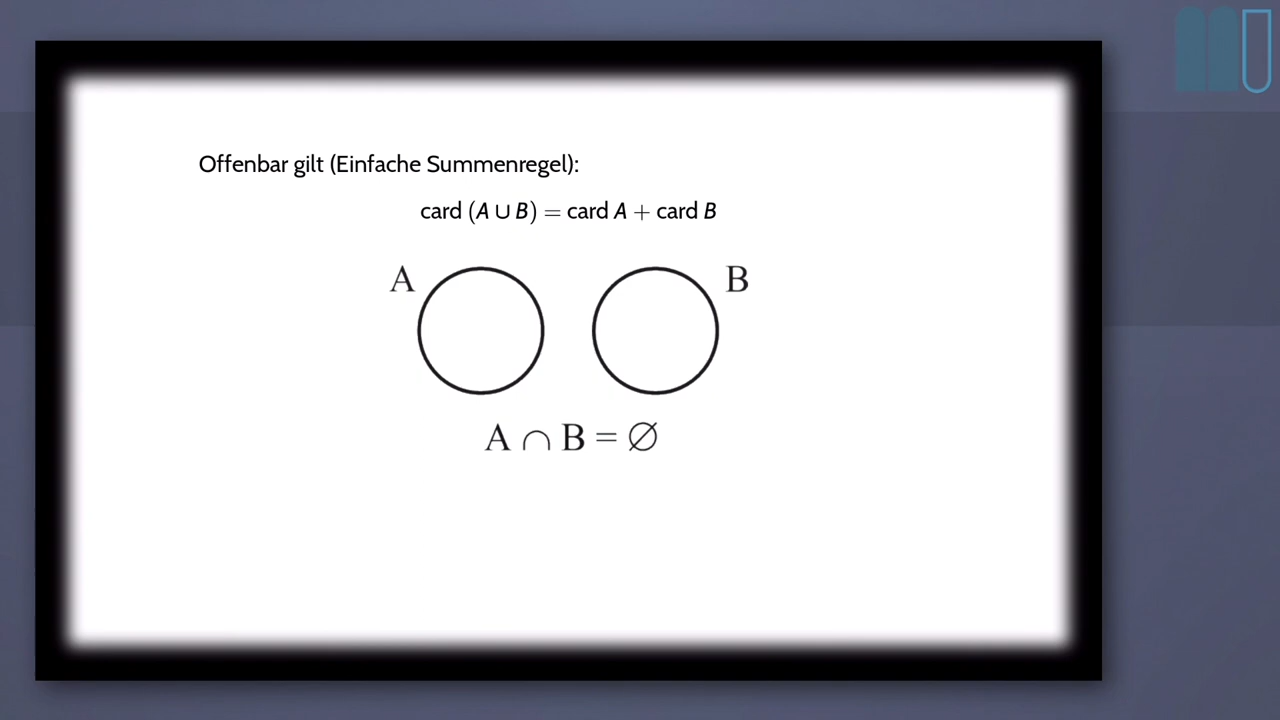 Offenbar gilt (Einfache Summenregel):
card (A ∪ B) = card A + card B
A B
A ∩ B = ∅